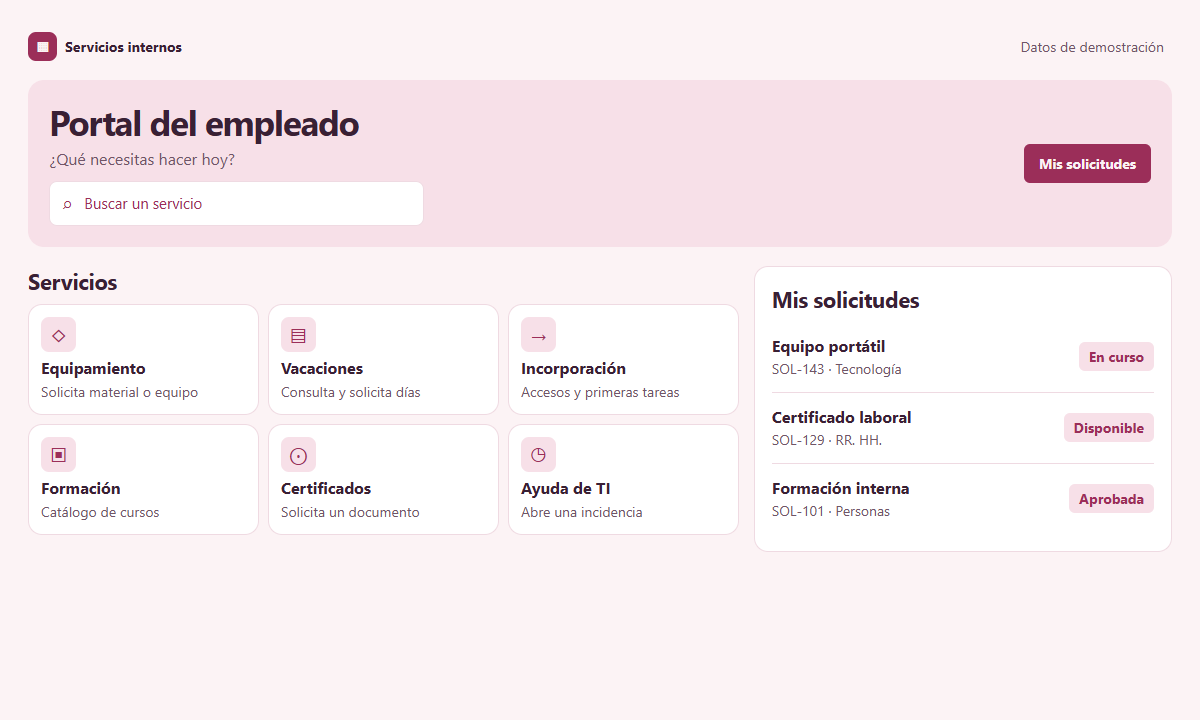 Servicios internos
Datos de demostración
Portal del empleado
¿Qué necesitas hacer hoy?
Buscar un servicio
Mis solicitudes
Servicios
Equipamiento
Solicita material o equipo
Vacaciones
Consulta y solicita días
Incorporación
Accesos y primeras tareas
Formación
Catálogo de cursos
Certificados
Solicita un documento
Ayuda de TI
Abre una incidencia
Mis solicitudes
Equipo portátil
SOL-143 · Tecnología
En curso
Certificado laboral
SOL-129 · RR. HH.
Disponible
Formación interna
SOL-101 · Personas
Aprobada